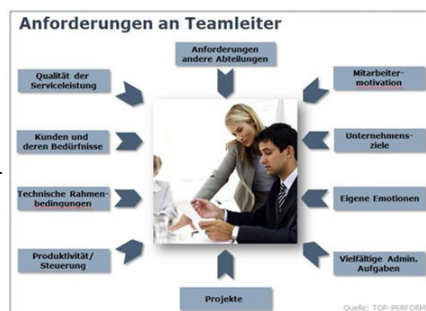 Anforderungen an Teamleiter
Anforderungen
andere Abteilungen
Qualität der
Serviceleistung
Mitarbeiter-
motivation
Kunden und
deren Bedürfnisse
Unternehmens-
ziele
Technische Rahmen-
bedingungen
Eigene Emotionen
Produktivität/
Steuerung
Vielfältige Admin.
Aufgaben
Projekte
Quelle: TOP-PERFORM